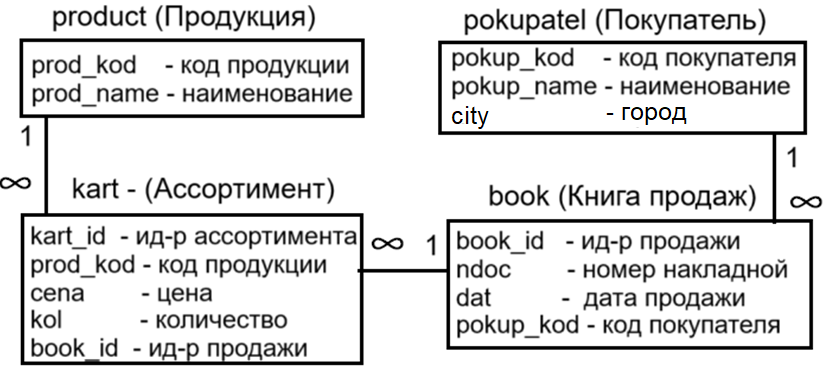 product (Продукция)
prod_kod - код продукции
prod_name - наименование
pokupatel (Покупатель)
pokup_kod - код покупателя
pokup_name - наименование
city - город
1
∞
1
∞
kart - (Ассортимент)
kart_id - ид-р ассортимента
prod_kod - код продукции
cena - цена
kol - количество
book_id - ид-р продажи
∞ 1
book (Книга продаж)
book_id - ид-р продажи
ndoc - номер накладной
dat - дата продажи
pokup_kod - код покупателя